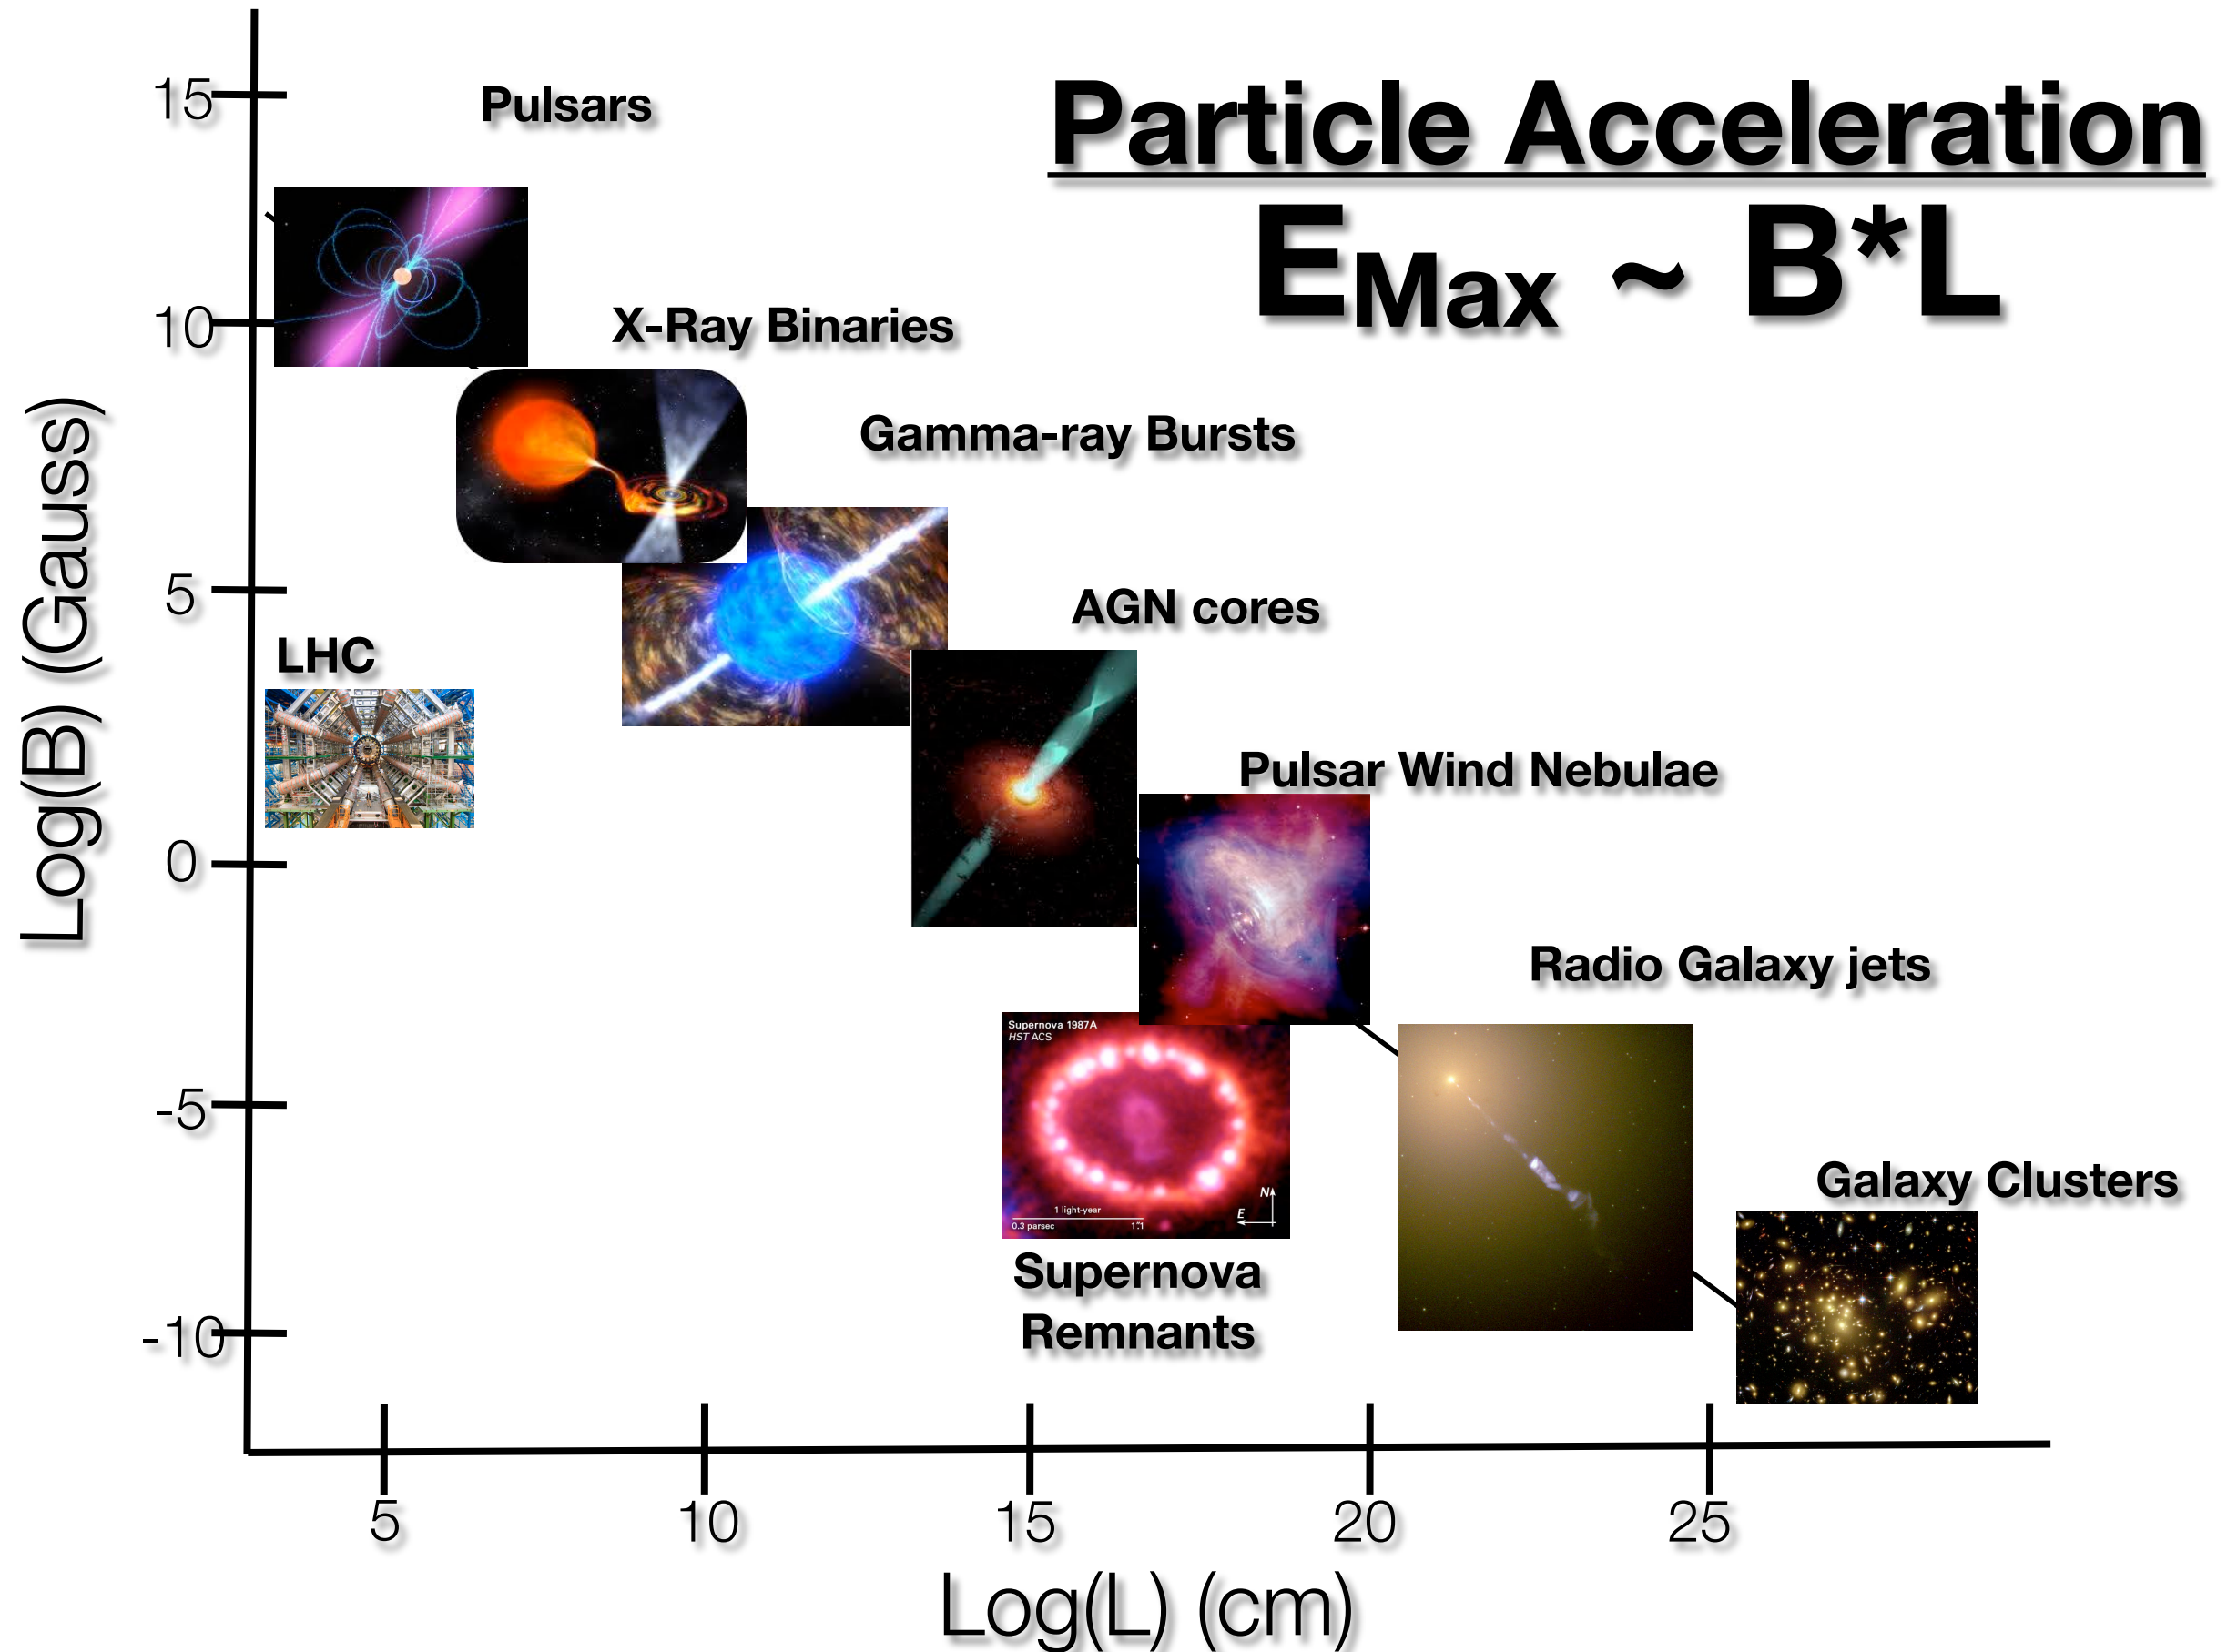 Particle Acceleration
EMax ~ B*L
15
Pulsars
10
X-Ray Binaries
Gamma-ray Bursts
5
AGN cores
LHC
Pulsar Wind Nebulae
0
Radio Galaxy jets
Supernova 1987A
HST ACS
-5
1 light-year
0.3 parsec
N
E
Galaxy Clusters
Supernova
Remnants
-10
Log(B) (Gauss)
5
10
15
20
25
Log(L) (cm)